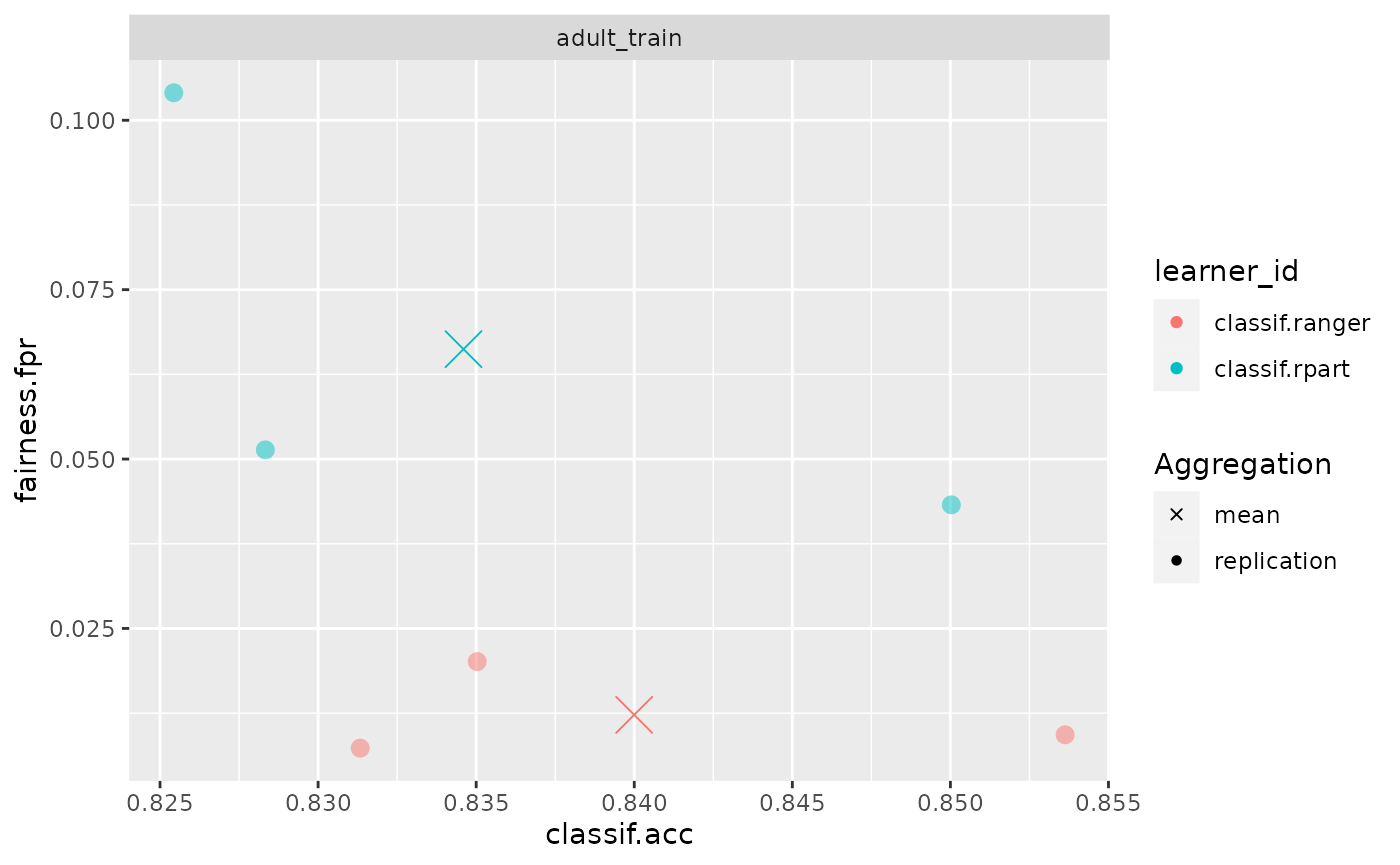 adult_train
0.100
0.075
0.050
0.025
fairness.fpr
0.825 0.830 0.835 0.840 0.845 0.850 0.855
classif.acc
learner_id
classif.ranger
classif.rpart
Aggregation
mean
replication